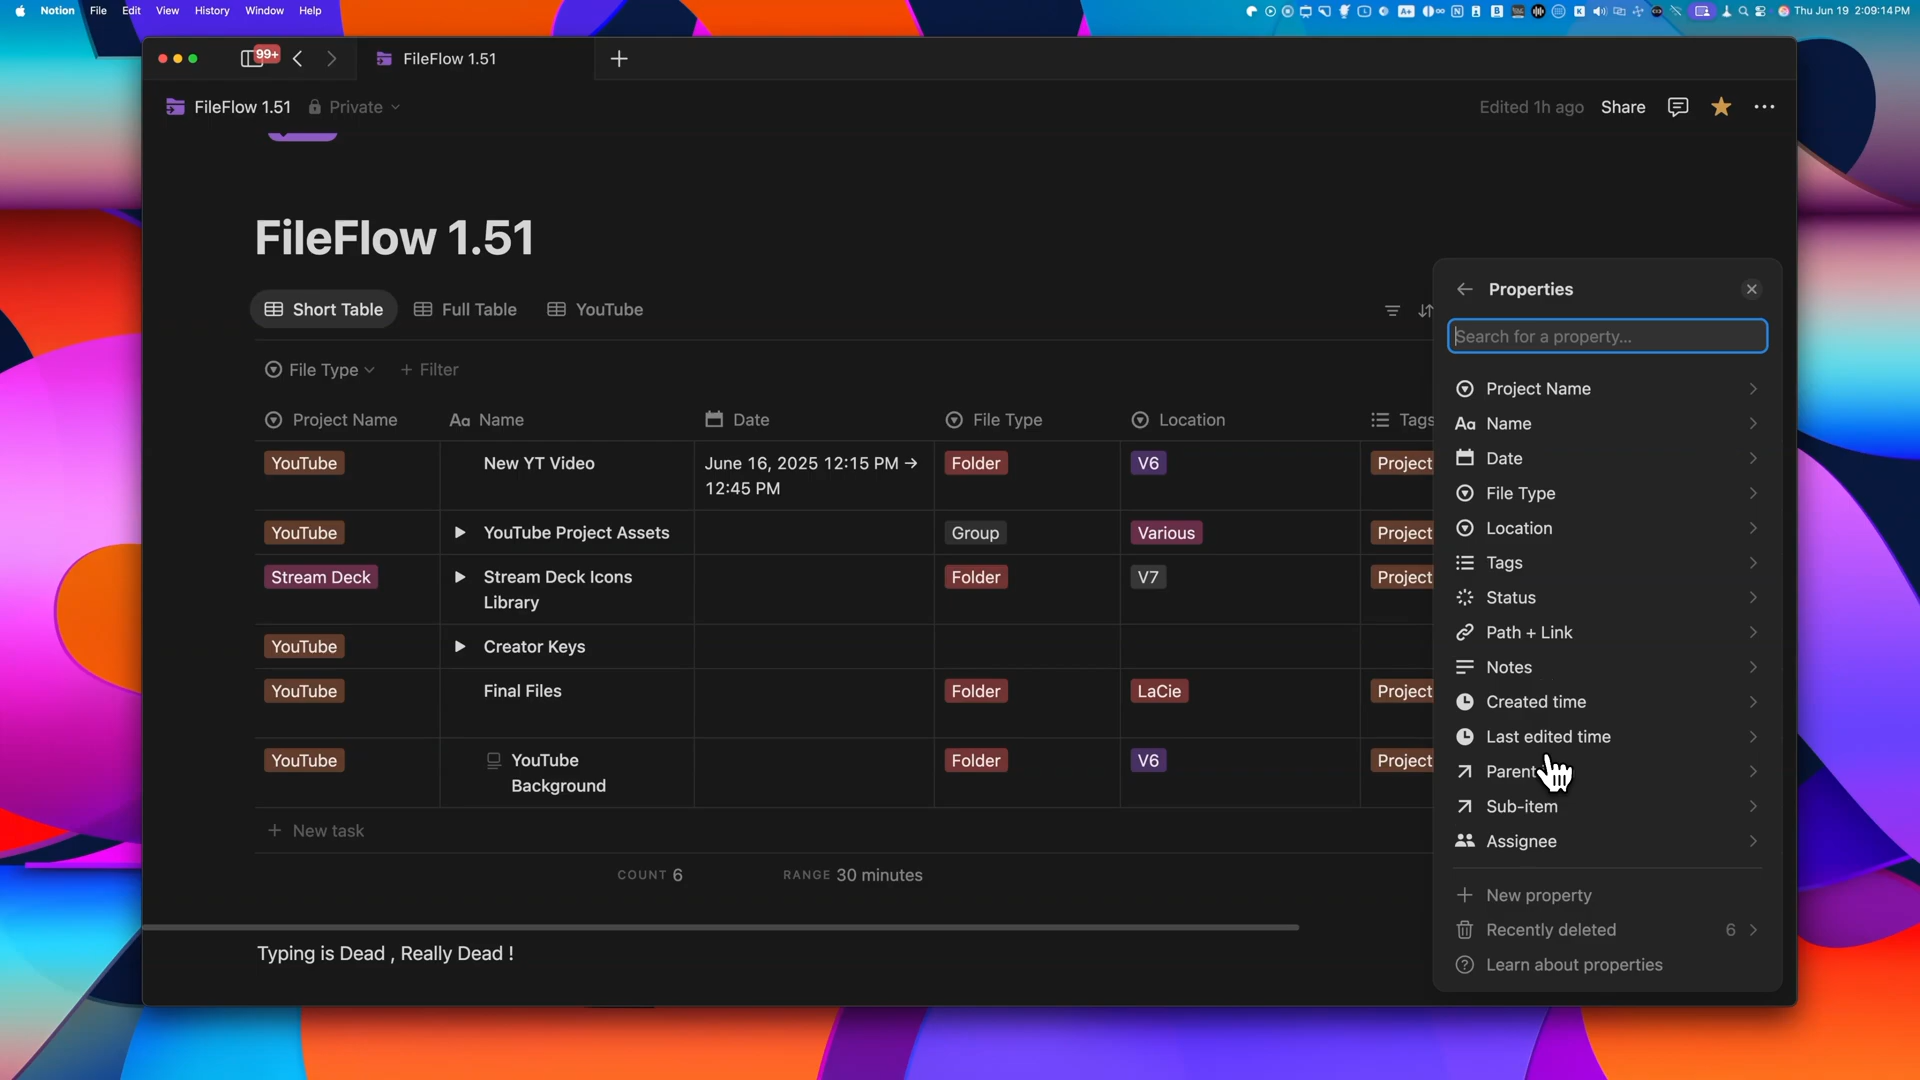 Notion File Edit View History Window Help
Thu Jun 19 2:09:14 PM
99+
FileFlow 1.51
FileFlow 1.51 Private
Edited 1h ago Share
FileFlow 1.51
Short Table Full Table YouTube
File Type + Filter
Project Name Aa Name Date File Type Location Tags
YouTube New YT Video June 16, 2025 12:15 PM → 12:45 PM Folder V6 Project
YouTube YouTube Project Assets Group Various Project
Stream Deck Stream Deck Icons Library Folder V7 Project
YouTube Creator Keys
YouTube Final Files Folder LaCie Project
YouTube YouTube Background Folder V6 Project
+ New task
COUNT 6 RANGE 30 minutes
Typing is Dead , Really Dead !
Properties
Search for a property...
Project Name
Aa Name
Date
File Type
Location
Tags
Status
Path + Link
Notes
Created time
Last edited time
Parent
Sub-item
Assignee
+ New property
Recently deleted 6
Learn about properties